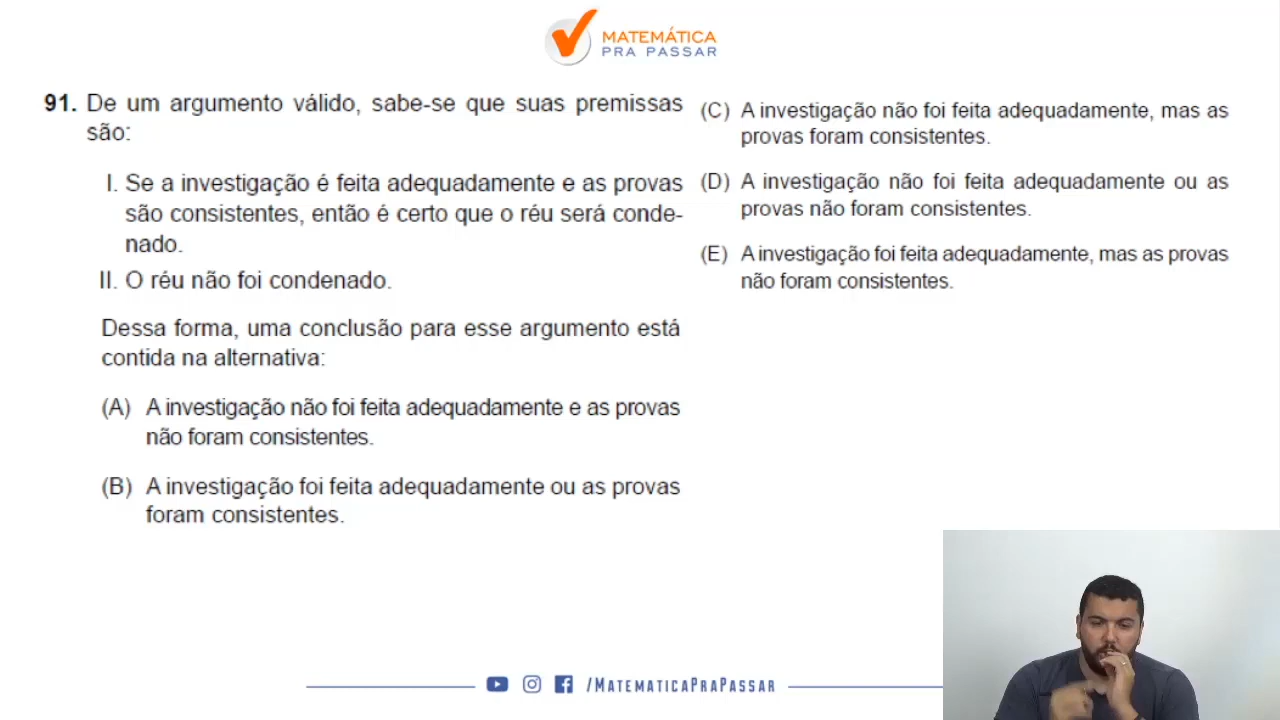 MATEMÁTICA
PRA PASSAR
91. De um argumento válido, sabe-se que suas premissas
são:
I. Se a investigação é feita adequadamente e as provas
são consistentes, então é certo que o réu será conde-
nado.
II. O réu não foi condenado.
Dessa forma, uma conclusão para esse argumento está
contida na alternativa:
(A) A investigação não foi feita adequadamente e as provas
não foram consistentes.
(B) A investigação foi feita adequadamente ou as provas
foram consistentes.
(C) A investigação não foi feita adequadamente, mas as
provas foram consistentes.
(D) A investigação não foi feita adequadamente ou as
provas não foram consistentes.
(E) A investigação foi feita adequadamente, mas as provas
não foram consistentes.
/MATEMATICAPRAPASSAR